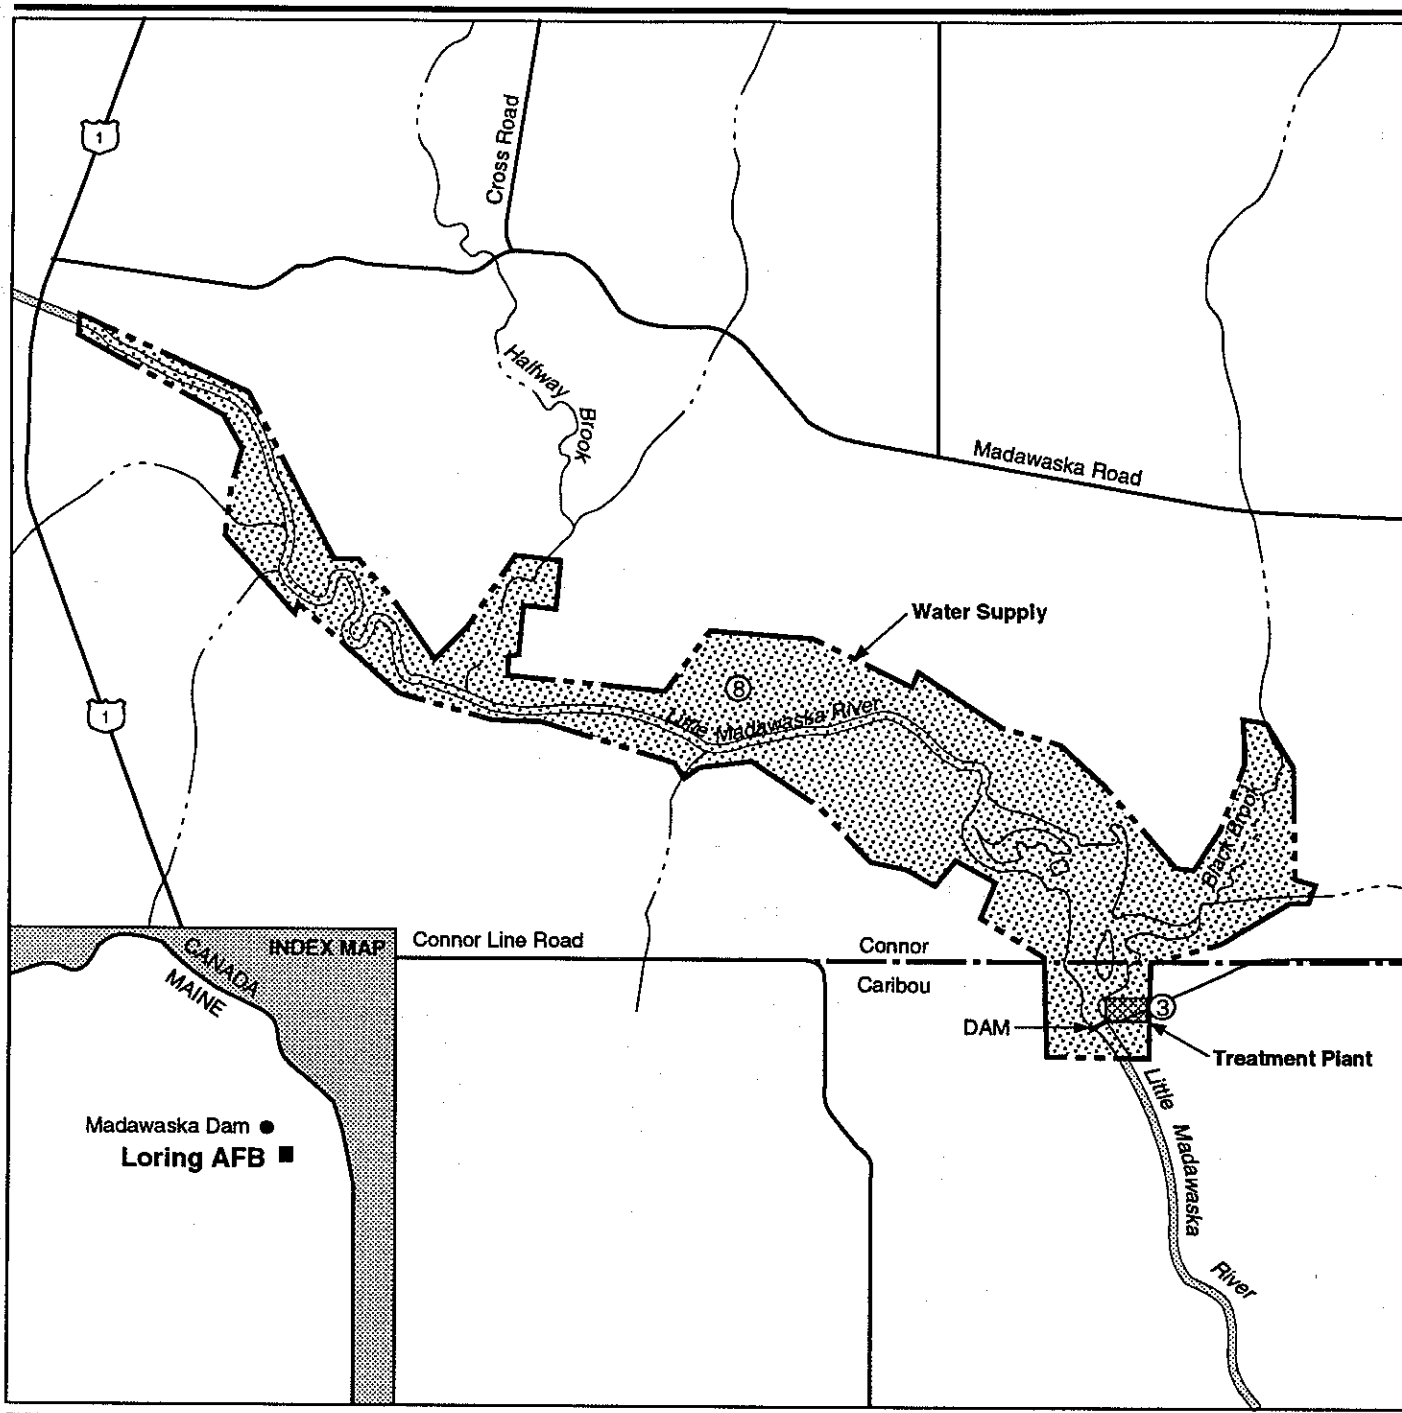 1
Cross Road
Halfway
Brook
Madawaska Road
Water Supply
8
Little Madawaska River
1
Black Brook
INDEX MAP
CANADA
MAINE
Connor Line Road
Connor
Caribou
3
DAM
Treatment Plant
Little Madawaska River
Madawaska Dam
Loring AFB